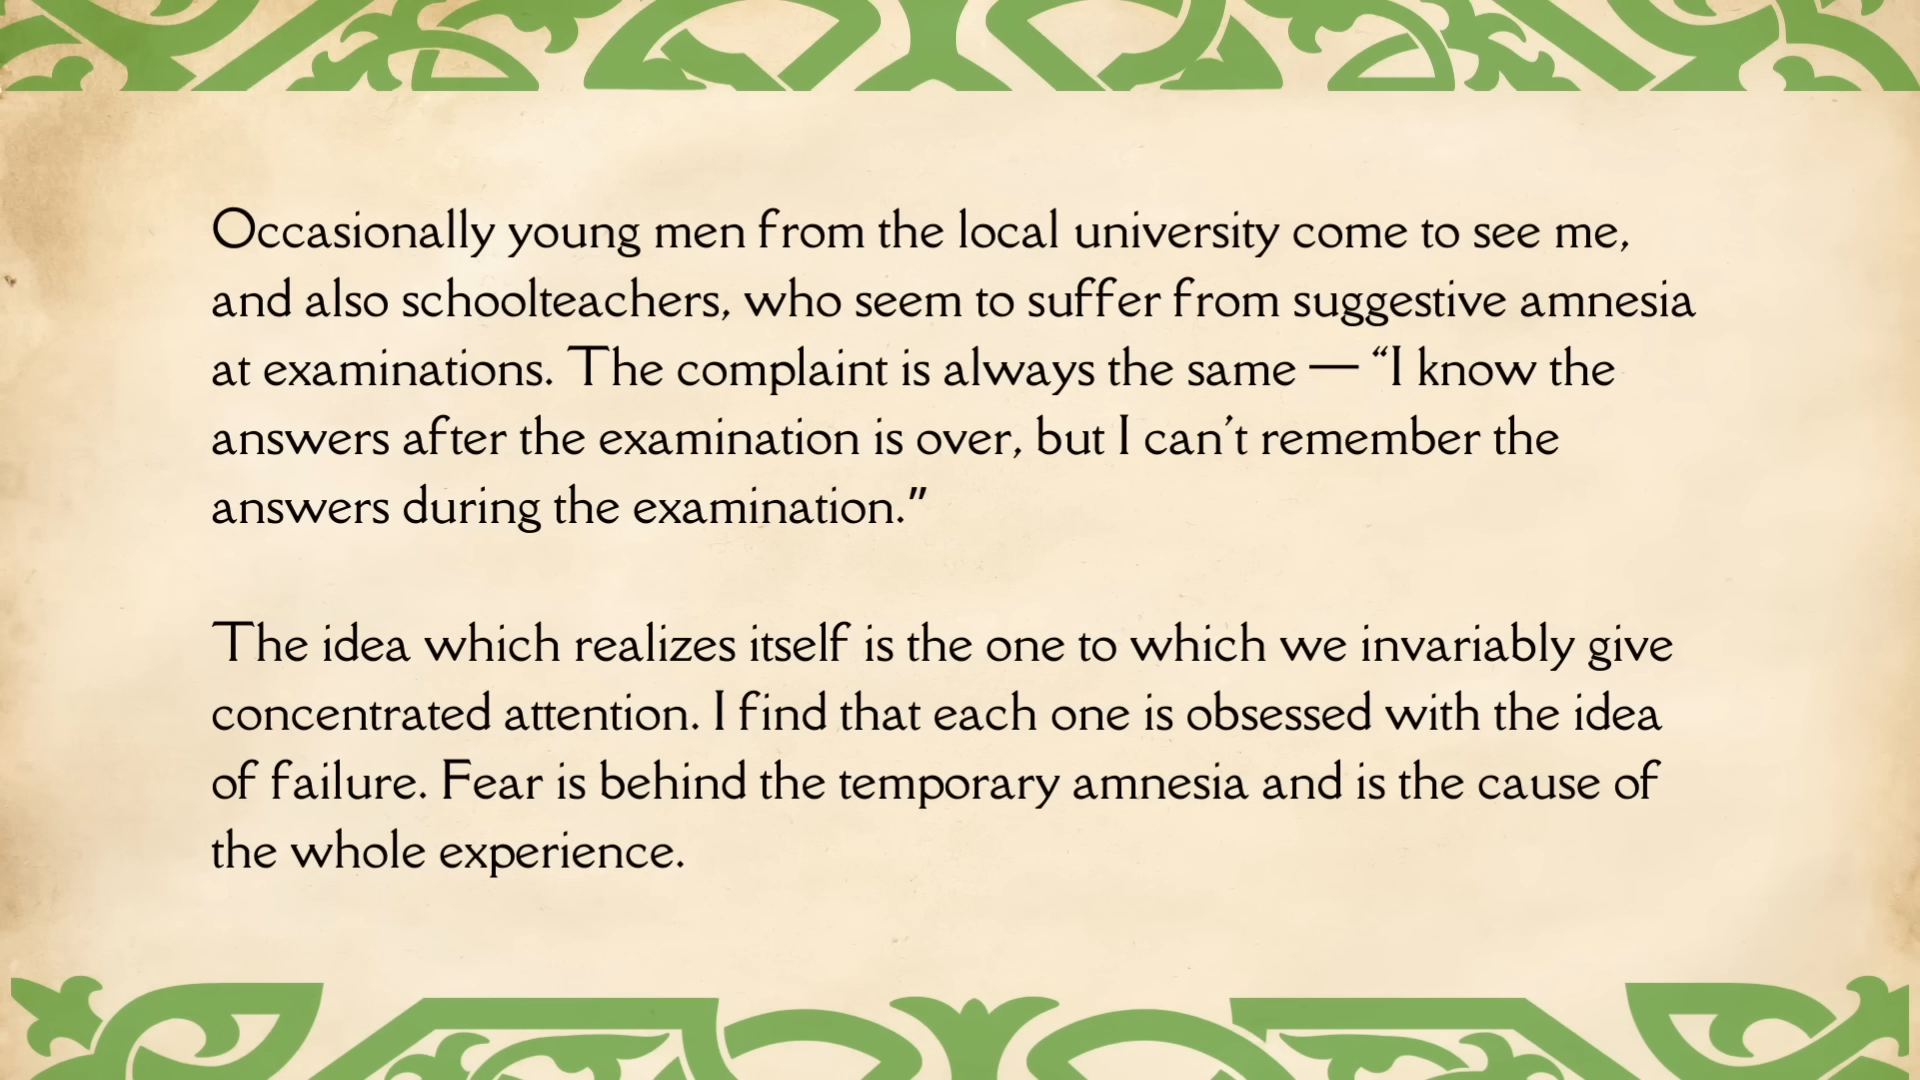 Occasionally young men from the local university come to see me,
and also schoolteachers, who seem to suffer from suggestive amnesia
at examinations. The complaint is always the same — “I know the
answers after the examination is over, but I can’t remember the
answers during the examination.”
The idea which realizes itself is the one to which we invariably give
concentrated attention. I find that each one is obsessed with the idea
of failure. Fear is behind the temporary amnesia and is the cause of
the whole experience.